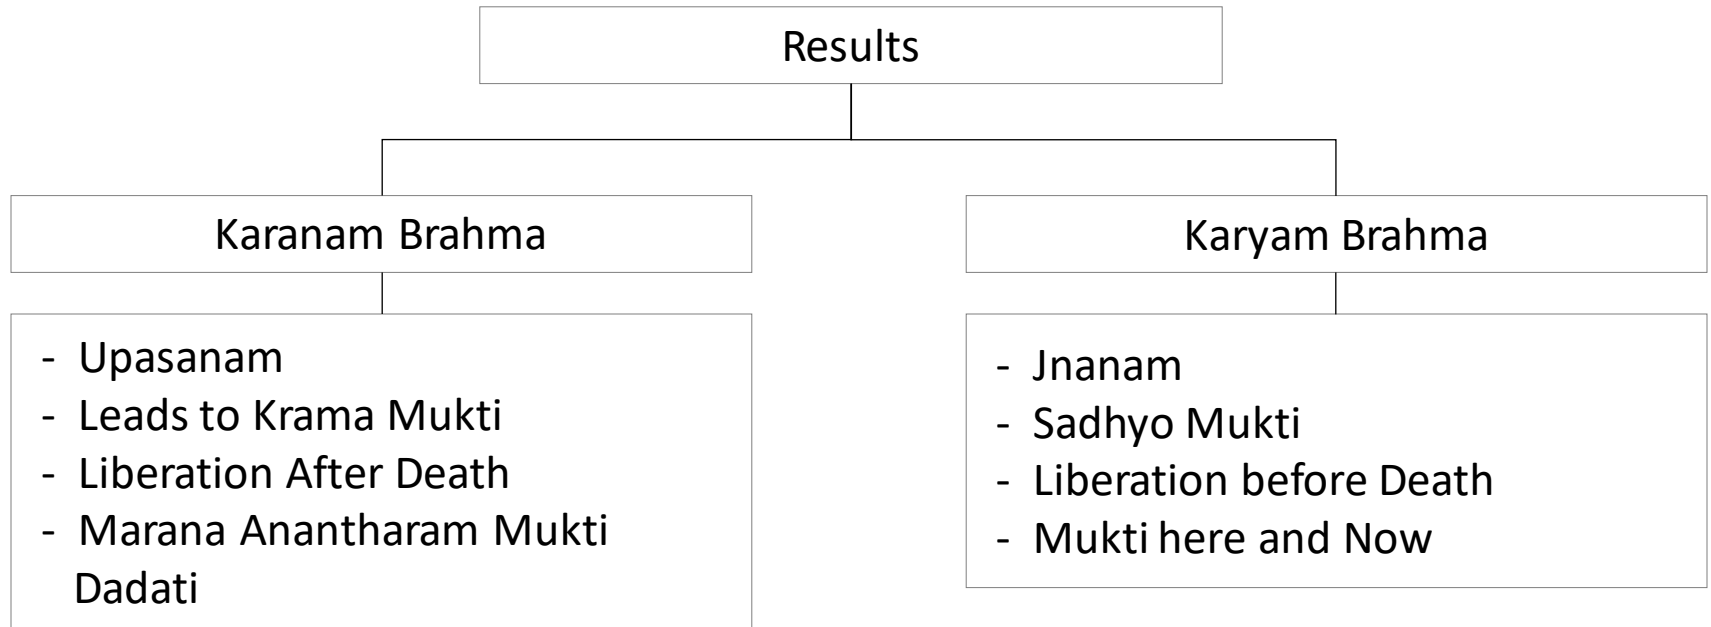 Results
Karanam Brahma
Karyam Brahma
- Upasanam
- Leads to Krama Mukti
- Liberation After Death
- Marana Anantharam Mukti
Dadati
- Jnanam
- Sadhyo Mukti
- Liberation before Death
- Mukti here and Now